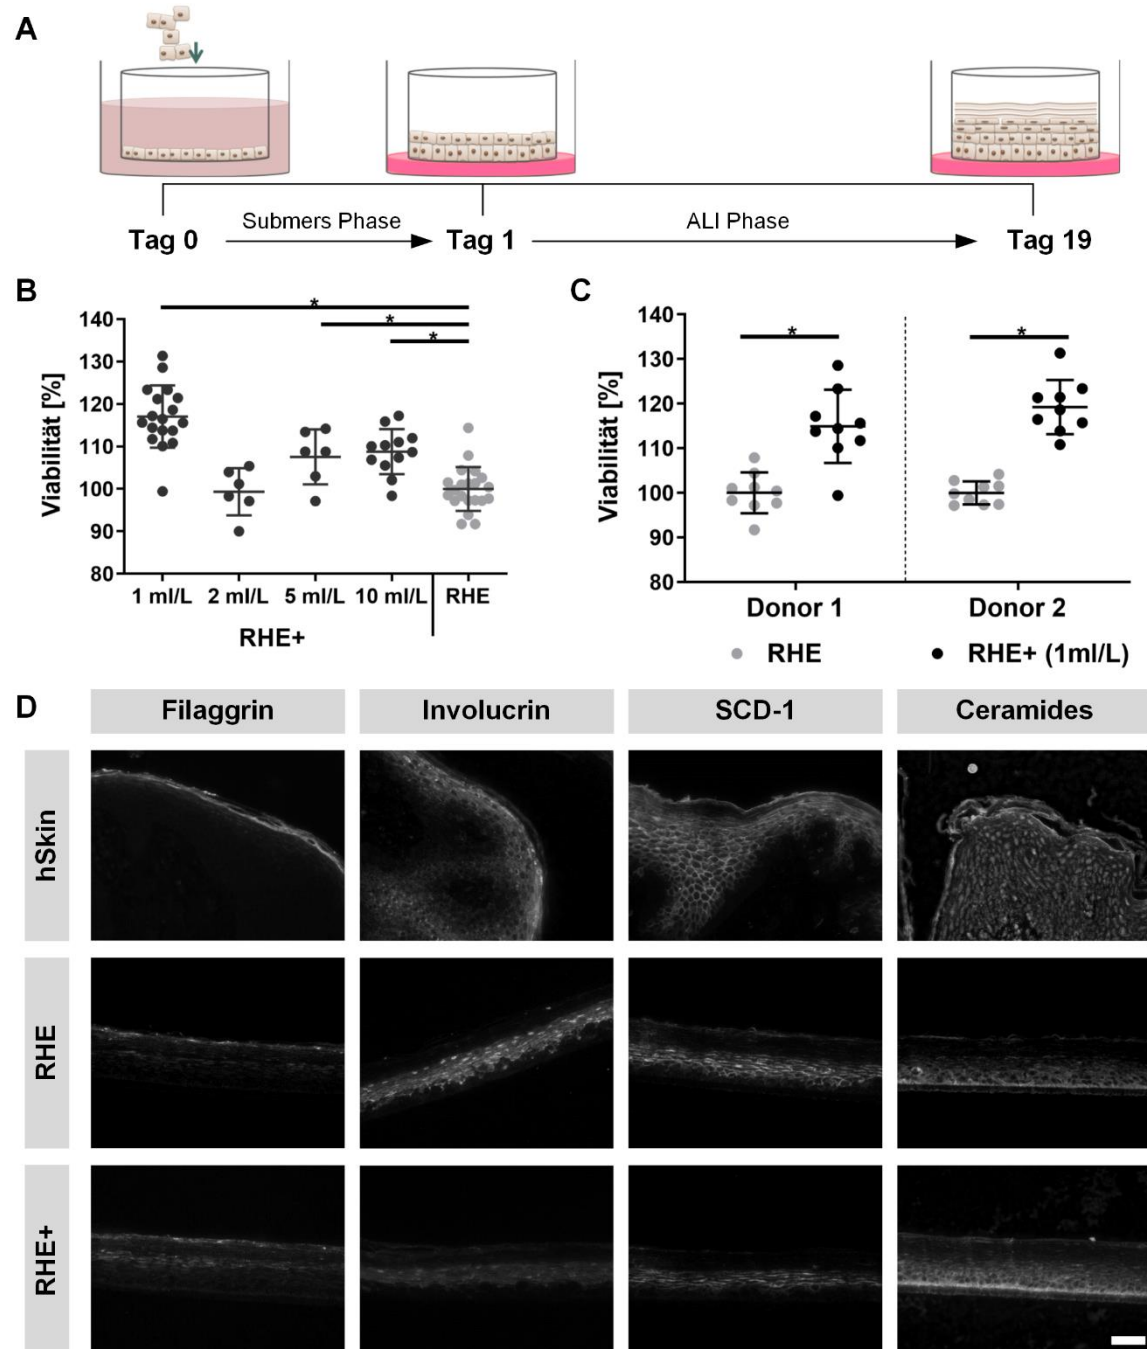 A
Submers Phase
ALI Phase
Tag 0
Tag 1
Tag 19
B
Viabilität [%]
140
130
120
110
100
90
80
*
*
*
1 ml/L 2 ml/L 5 ml/L 10 ml/L RHE
RHE+
C
Viabilität [%]
140
130
120
110
100
90
80
*
*
Donor 1
Donor 2
RHE
RHE+ (1ml/L)
D
Filaggrin
Involucrin
SCD-1
Ceramides
hSkin
RHE
RHE+